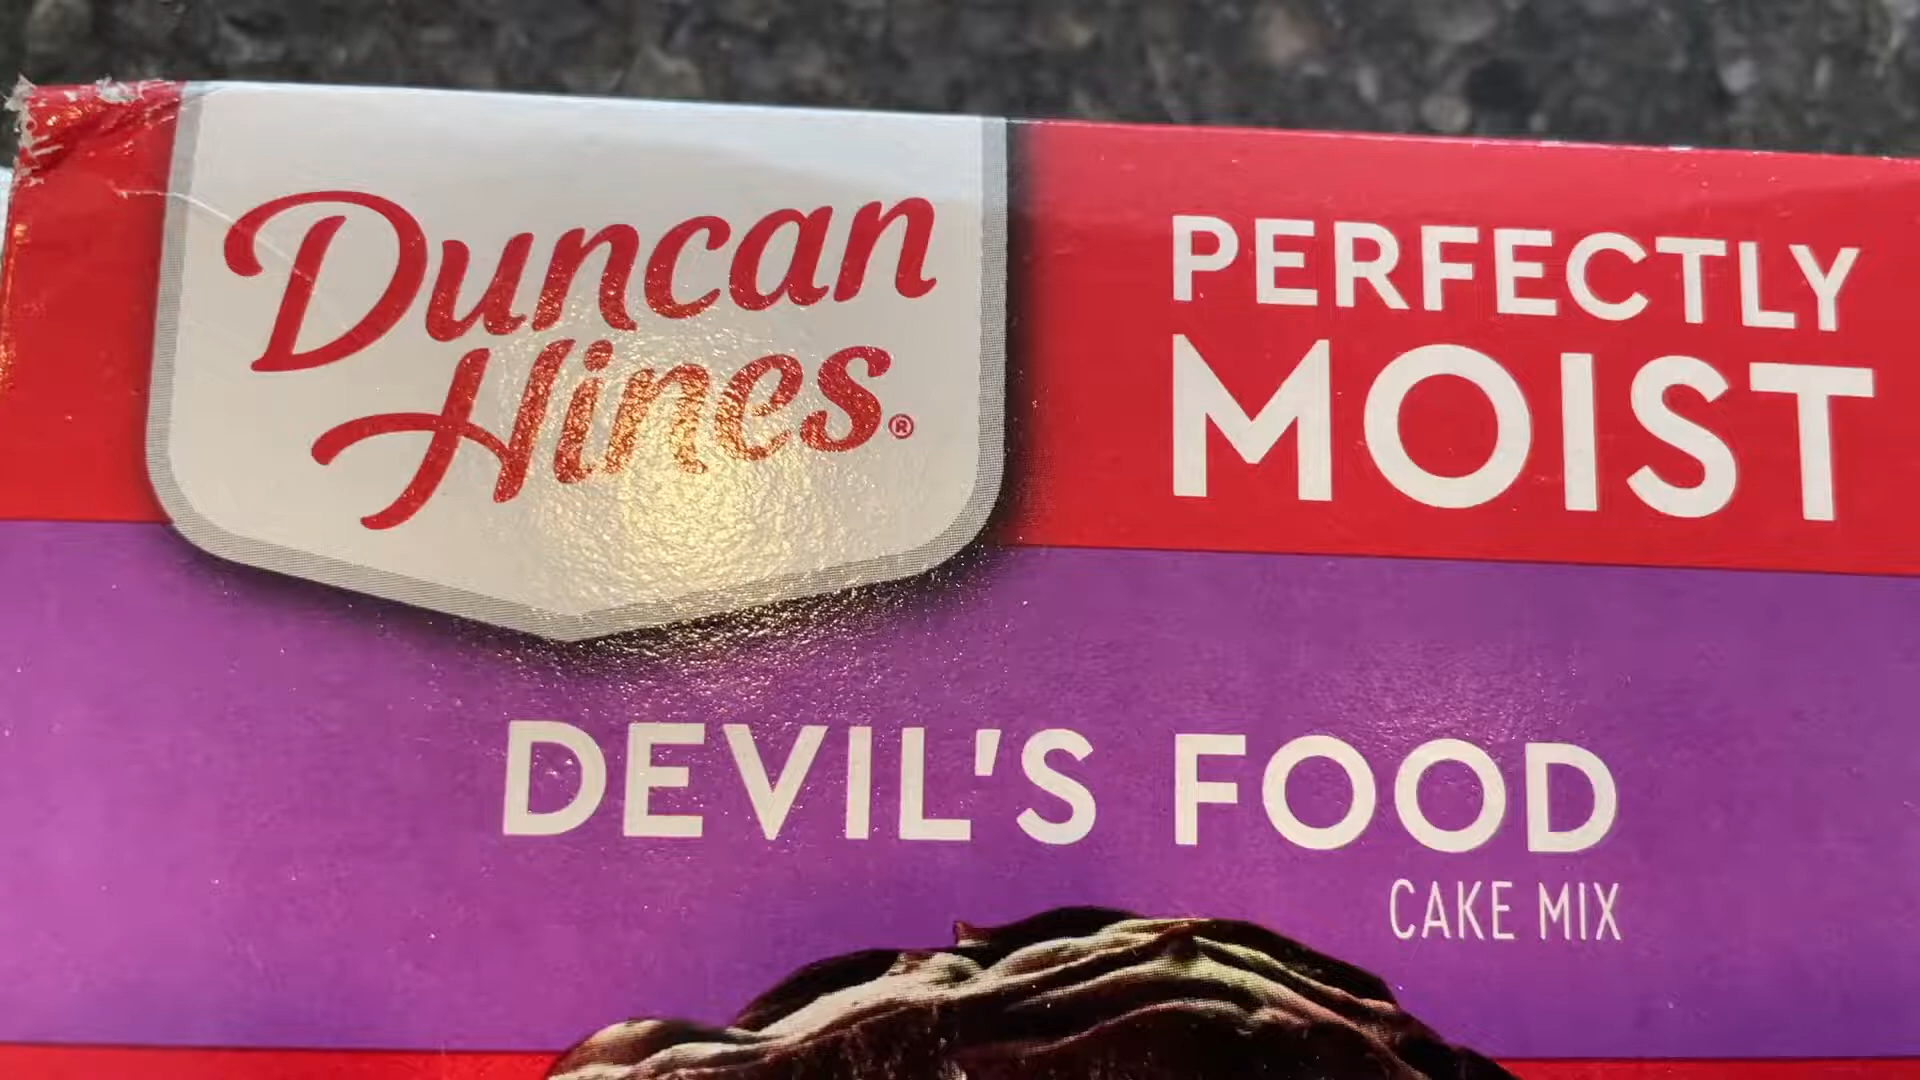 Duncan
Hines®
PERFECTLY
MOIST
DEVIL'S FOOD
CAKE MIX